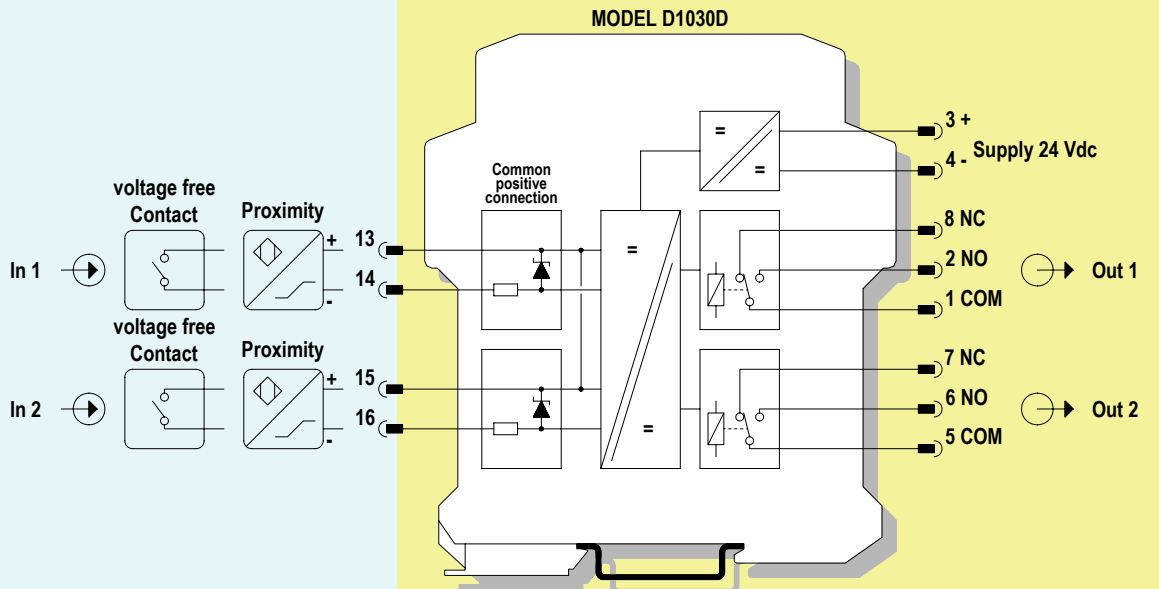 MODEL D1030D
3 +
4 -
Supply 24 Vdc
Common
positive
connection
voltage free
Contact
Proximity
+
13
-
14
In 1
8 NC
2 NO
1 COM
Out 1
voltage free
Contact
Proximity
+
15
-
16
In 2
7 NC
6 NO
5 COM
Out 2
=
=
=
=